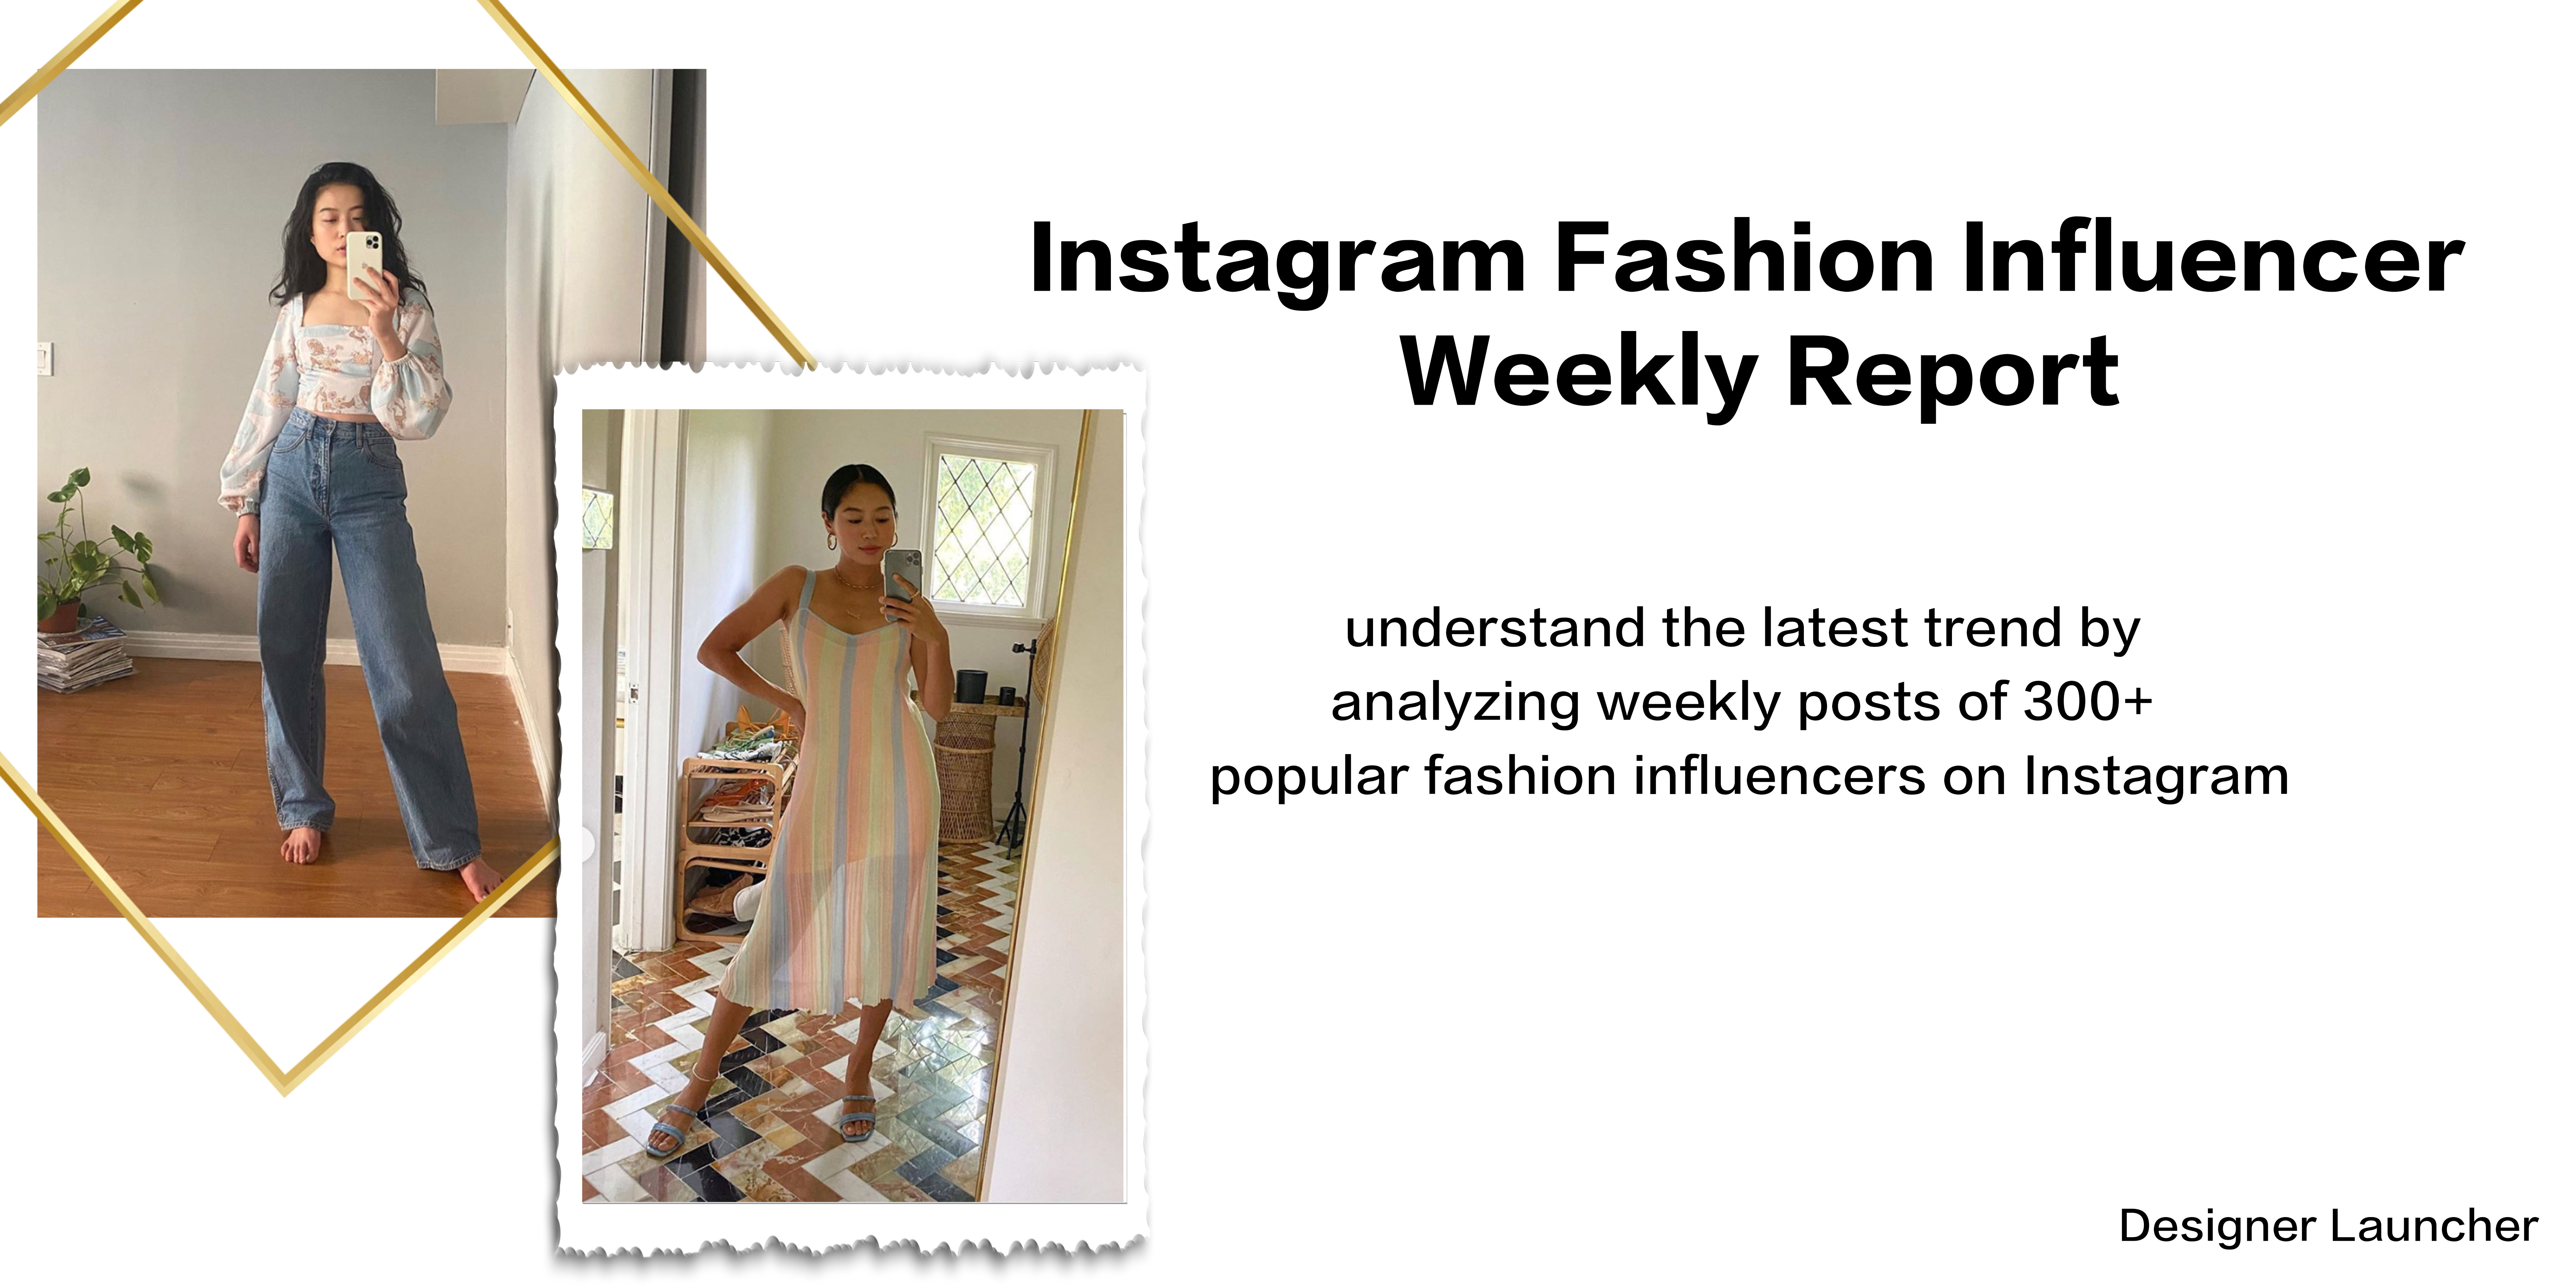 Instagram Fashion Influencer
Weekly Report
understand the latest trend by
analyzing weekly posts of 300+
popular fashion influencers on Instagram
Designer Launcher